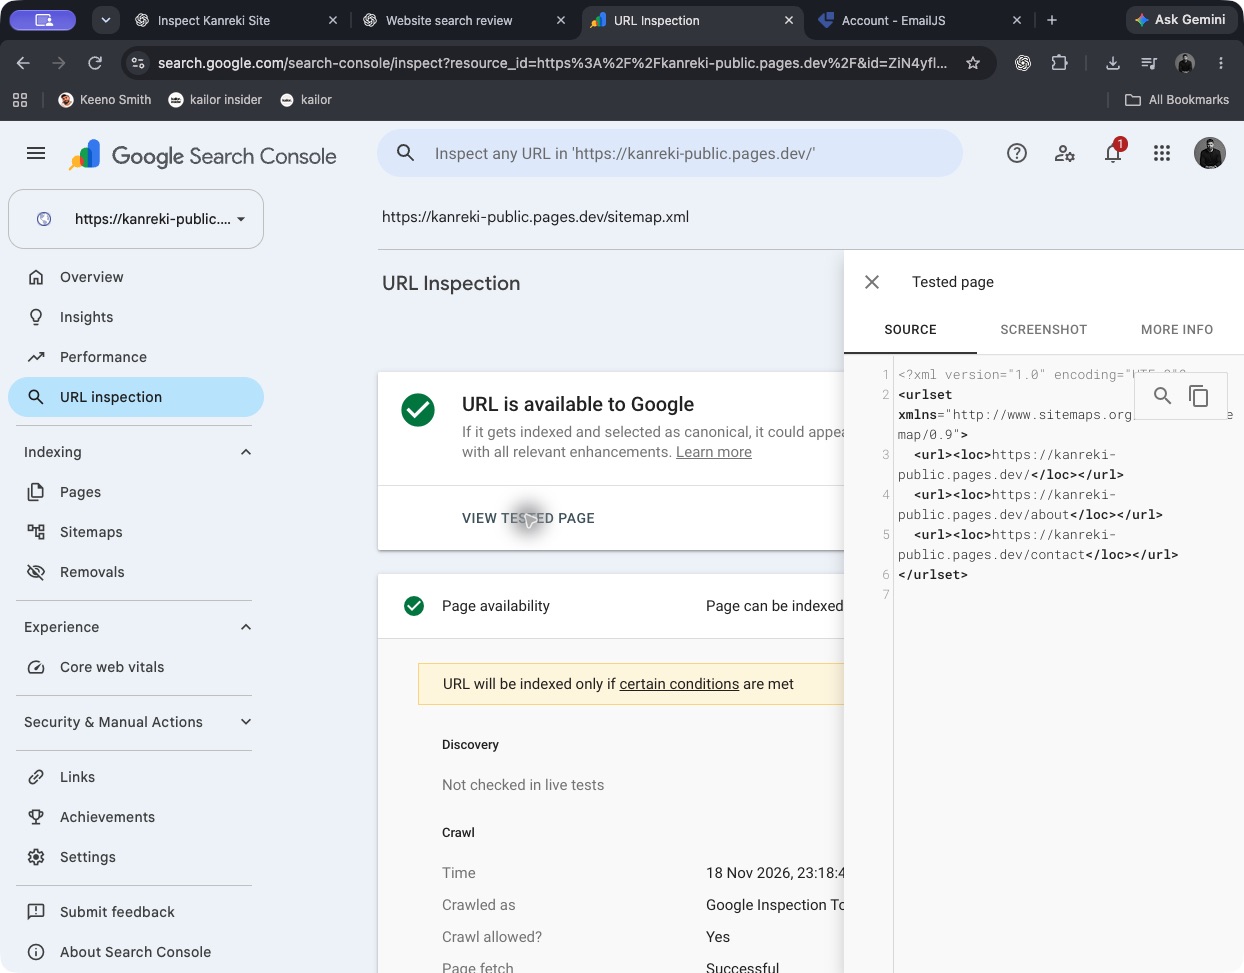 Inspect Kanreki Site
Website search review
URL Inspection
Account - EmailJS
Ask Gemini
search.google.com/search-console/inspect?resource_id=https%3A%2F%2Fkanreki-public.pages.dev%2F&id=ZiN4yfl...
Keeno Smith
kailor insider
kailor
All Bookmarks
Google Search Console
Inspect any URL in 'https://kanreki-public.pages.dev/'
1
https://kanreki-public....
https://kanreki-public.pages.dev/sitemap.xml
Overview
Insights
Performance
URL inspection
Indexing
Pages
Sitemaps
Removals
Experience
Core web vitals
Security & Manual Actions
Links
Achievements
Settings
Submit feedback
About Search Console
URL Inspection
URL is available to Google
If it gets indexed and selected as canonical, it could appea
with all relevant enhancements. Learn more
VIEW TESTED PAGE
Page availability
Page can be indexed
URL will be indexed only if certain conditions are met
Discovery
Not checked in live tests
Crawl
Time
18 Nov 2026, 23:18:4
Crawled as
Google Inspection To
Crawl allowed?
Yes
Page fetch
Successful
Tested page
SOURCE
SCREENSHOT
MORE INFO
1 <?xml version="1.0" encoding=
2 <urlset
xmlns="http://www.sitemaps.org
map/0.9">
3 <url><loc>https://kanreki-
public.pages.dev/</loc></url>
4 <url><loc>https://kanreki-
public.pages.dev/about</loc></url>
5 <url><loc>https://kanreki-
public.pages.dev/contact</loc></url>
6 </urlset>
7